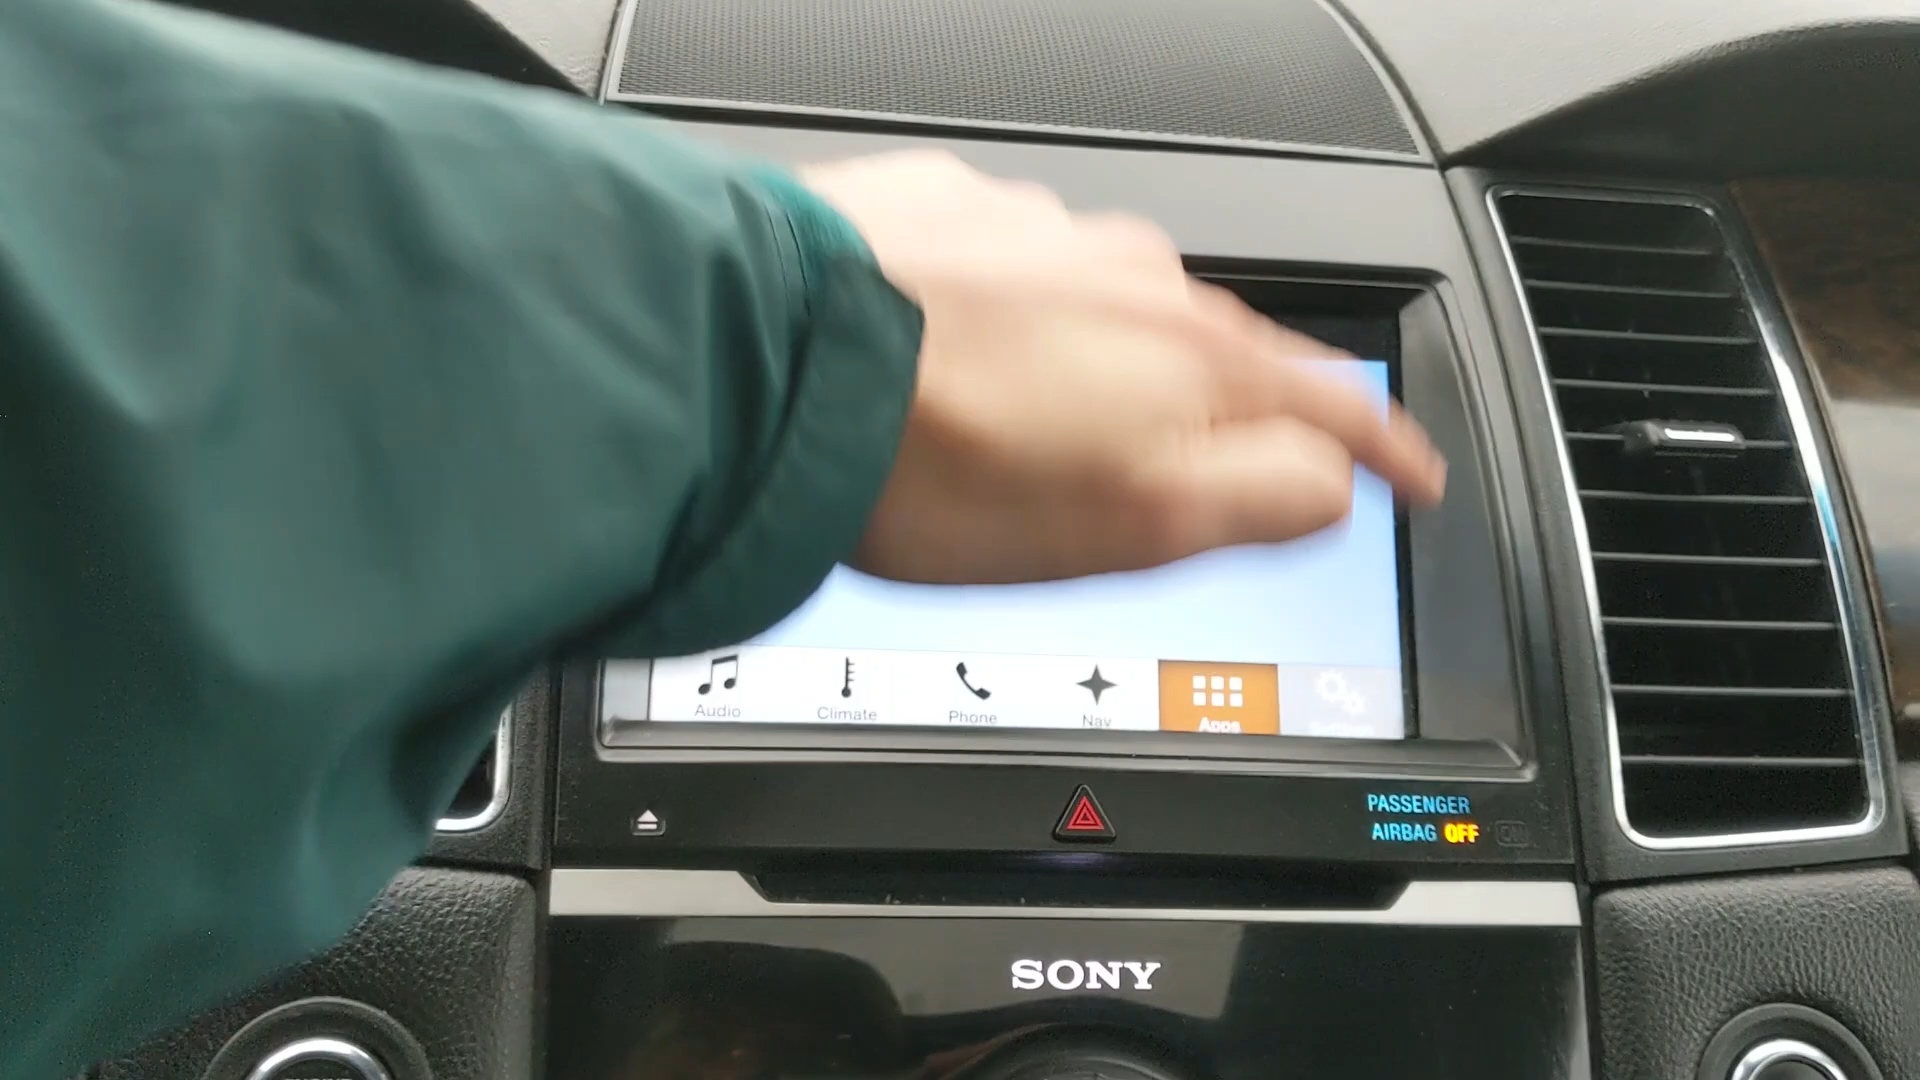 Audio
Climate
Phone
Nav
Apps
PASSENGER
AIRBAG OFF
SONY